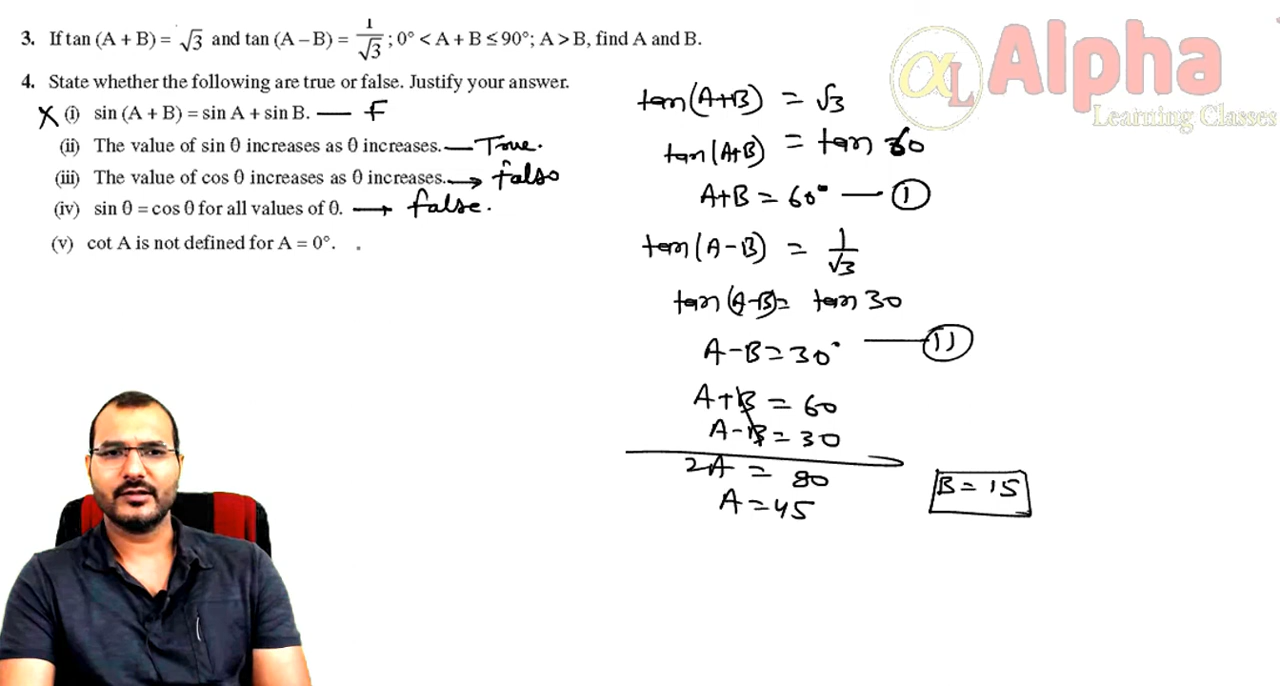 3. If tan (A + B) = √3 and tan (A – B) = 1/√3 ; 0° < A + B ≤ 90°; A > B, find A and B.
4. State whether the following are true or false. Justify your answer.
X (i) sin (A + B) = sin A + sin B. — F
(ii) The value of sin θ increases as θ increases. — True.
(iii) The value of cos θ increases as θ increases. → falso
(iv) sin θ = cos θ for all values of θ. → false.
(v) cot A is not defined for A = 0°.
αL Alpha
Learning Classes
tan(A+B) = √3
tan(A+B) = tan 60
A+B = 60° — ①
tan(A-B) = 1/√3
tan(A-B) = tan 30
A-B = 30° — (II)
A+B = 60
A-B = 30
2A = 90
A = 45
B = 15